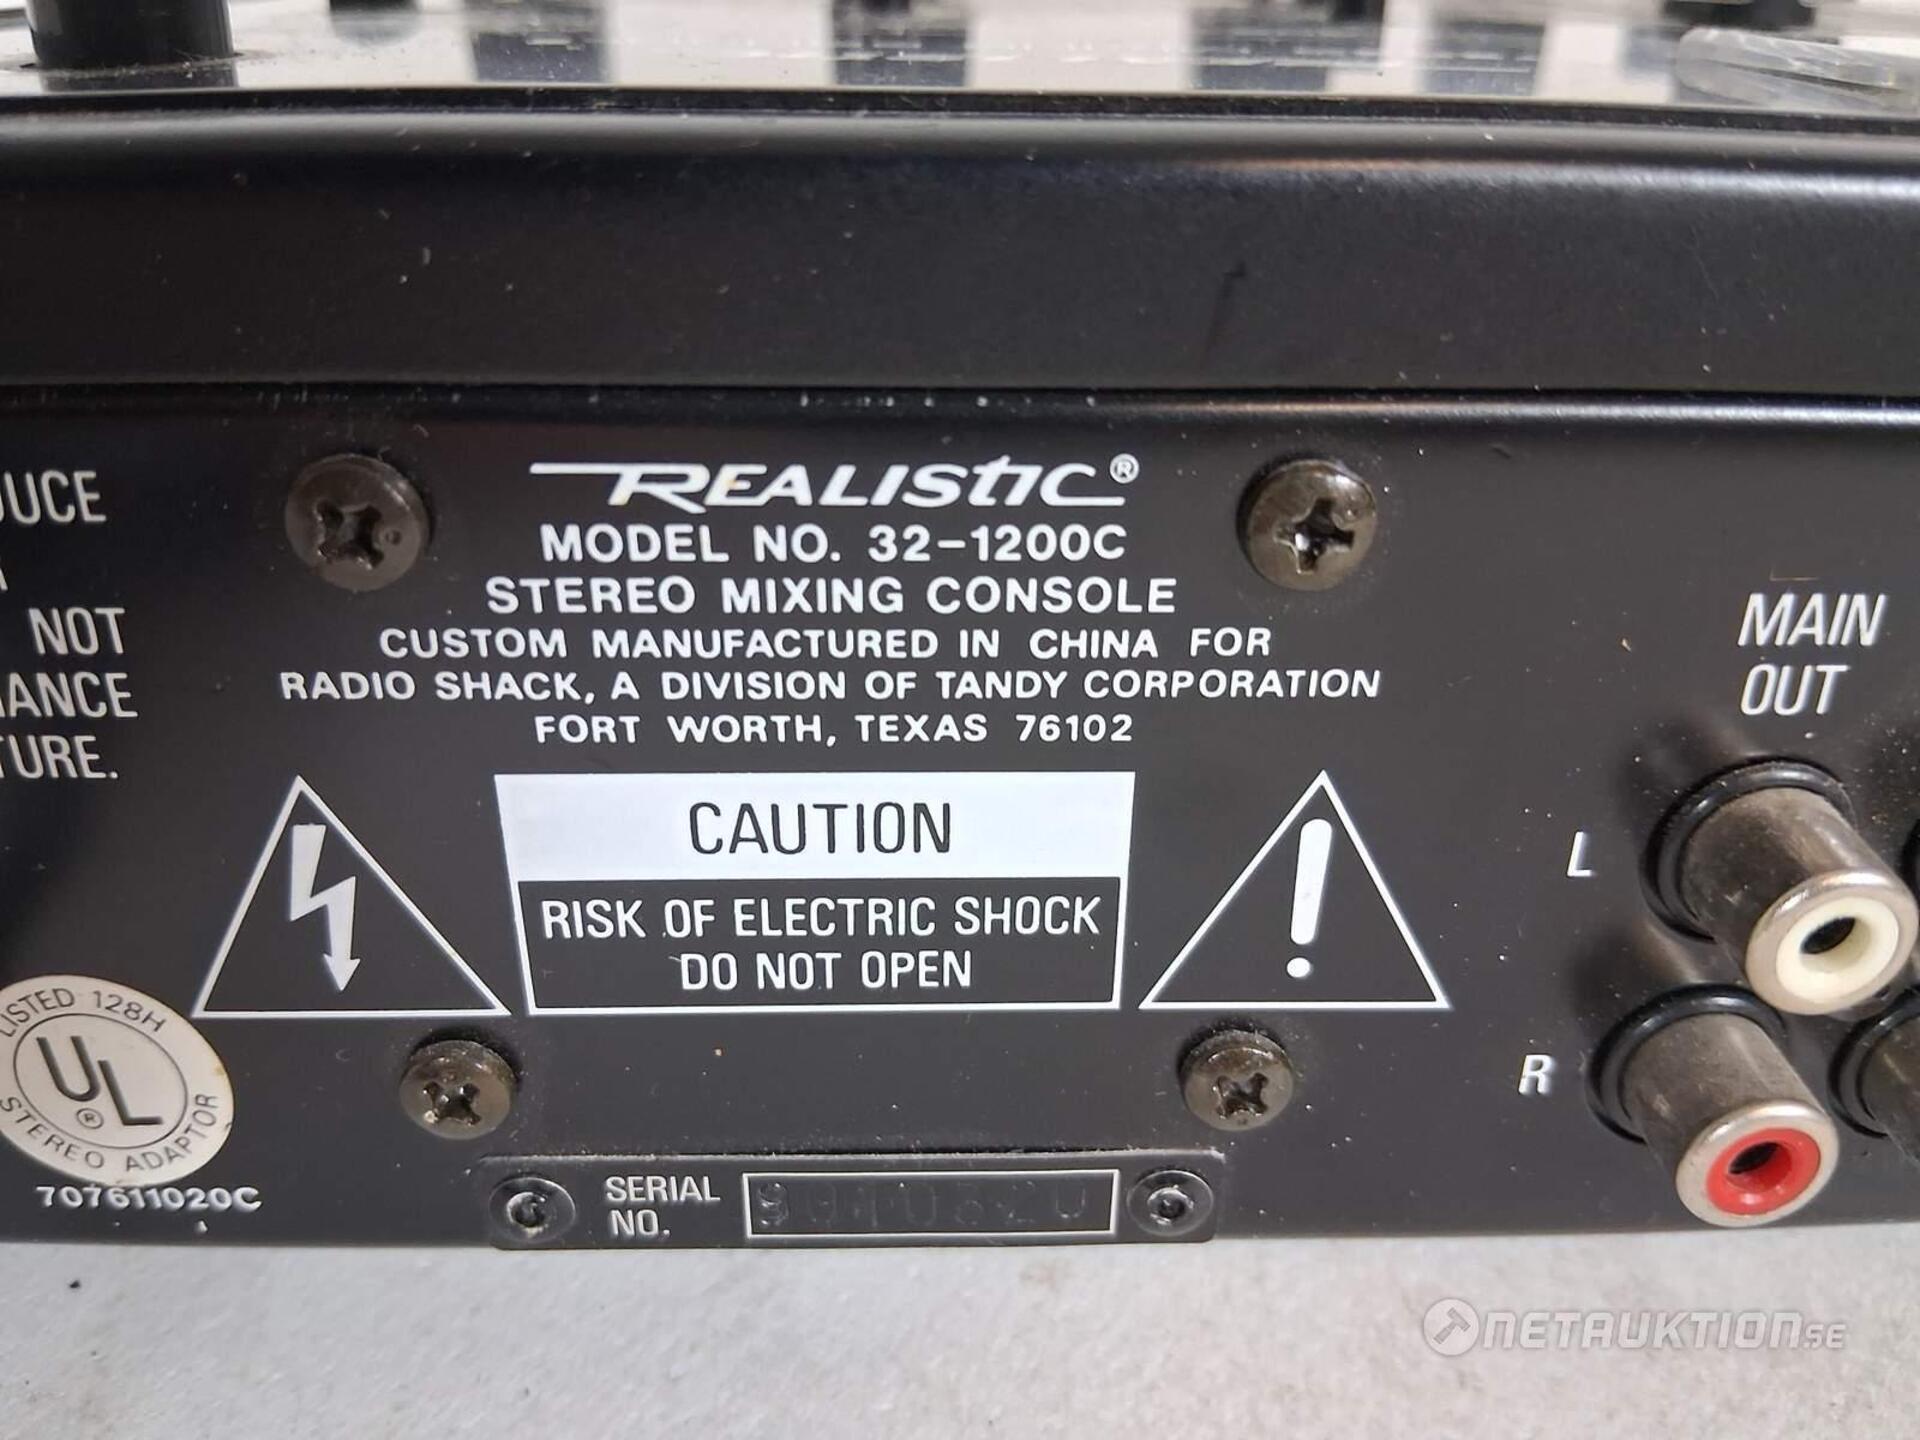 REALISTIC®
MODEL NO. 32-1200C
STEREO MIXING CONSOLE
CUSTOM MANUFACTURED IN CHINA FOR
RADIO SHACK, A DIVISION OF TANDY CORPORATION
FORT WORTH, TEXAS 76102
NOT
TURE.
CAUTION
RISK OF ELECTRIC SHOCK
DO NOT OPEN
MAIN
OUT
L
R
LISTED 128H
UL®
STEREO ADAPTOR
707611020C
SERIAL
NO.
NETAUKTION.SE